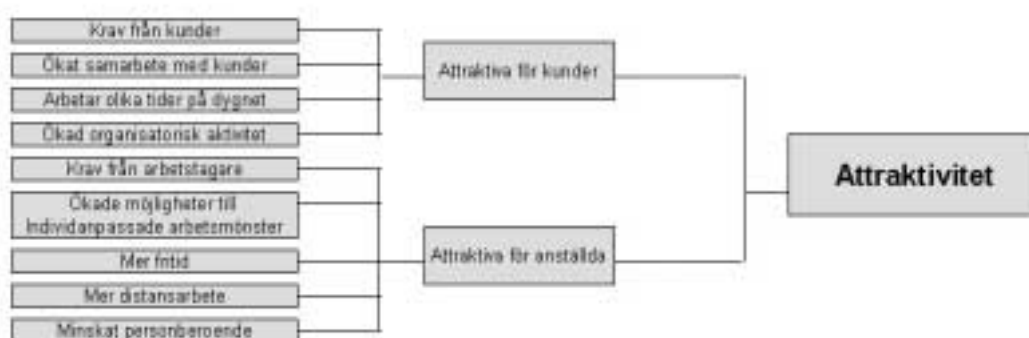 Krav från kunder
Ökat samarbete med kunder
Arbetar olika tider på dygnet
Ökad organisatorisk aktivitet
Krav från arbetstagare
Ökade möjligheter till
Individanpassade arbetsmönster
Mer fritid
Mer distansarbete
Minskat personberoende
Attraktiva för kunder
Attraktiva för anställda
Attraktivitet